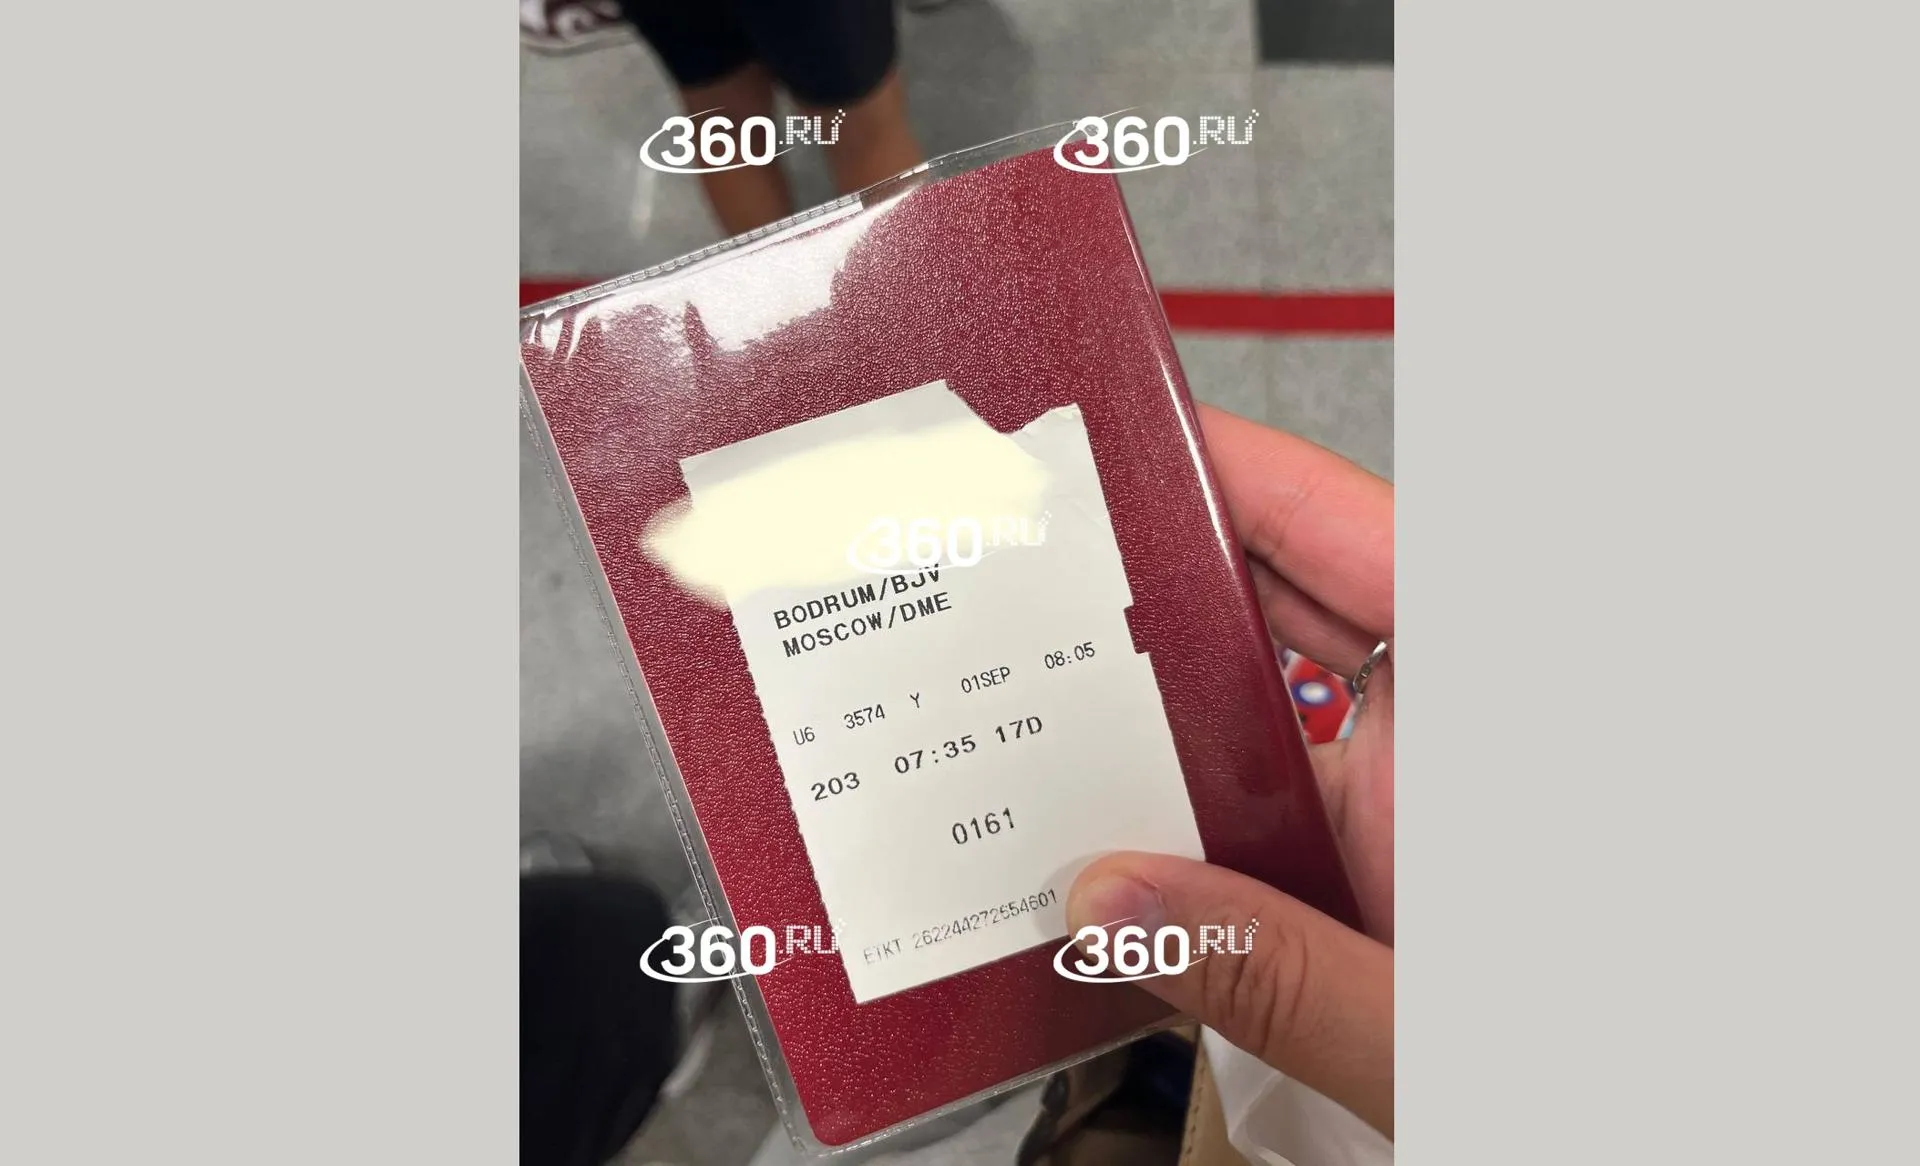 360.RU
360.RU
360.RU
BODRUM/BJV
MOSCOW/DME
U6 3574 Y 01SEP 08:05
203 07:35 17D
0161
ETKT 262244272654601
360.RU
360.RU